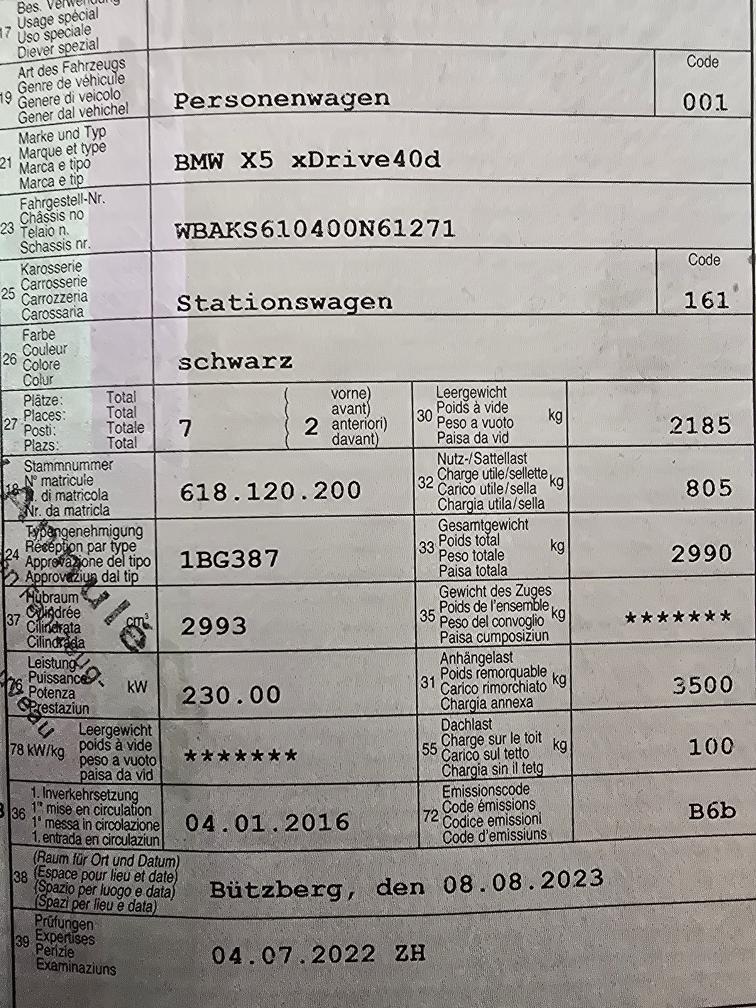 Bes. Verwendung
Usage spécial
17 Uso speciale
Diever spezial
Art des Fahrzeugs
Genre de véhicule
19 Genere di veicolo
Gener dal vehichel
Personenwagen
Code
001
Marke und Typ
Marque et type
21 Marca e tipo
Marca e tip
BMW X5 xDrive40d
Fahrgestell-Nr.
Châssis no
23 Telaio n.
Schassis nr.
WBAKS610400N61271
Karosserie
Carrosserie
25 Carrozzeria
Carossaria
Stationswagen
Code
161
Farbe
Couleur
26 Colore
Colur
schwarz
Plätze: Total
Places: Total
27 Posti: Totale
Plazs: Total
7
2
vorne)
avant)
anteriori)
davant)
Leergewicht
Poids à vide
30 Peso a vuoto kg
Paisa da vid
2185
Stammnummer
N° matricule
18 N. di matricola
Nr. da matricla
618.120.200
Nutz-/Sattellast
Charge utile/sellette
32 Carico utile/sella kg
Chargia utila/sella
805
Typengenehmigung
Réception par type
24 Approvazione del tipo
Approvaziun dal tip
1BG387
Gesamtgewicht
Poids total
33 Peso totale kg
Paisa totala
2990
Hubraum
Cylindrée
37 Cilindrata cm³
Cilindrada
2993
Gewicht des Zuges
Poids de l'ensemble
35 Peso del convoglio kg
Paisa cumposiziun
*******
Leistung
Puissance
76 Potenza kW
Prestaziun
230.00
Anhängelast
Poids remorquable
31 Carico rimorchiato kg
Chargia annexa
3500
Leergewicht
poids à vide
78 kW/kg peso a vuoto
paisa da vid
*******
Dachlast
Charge sur le toit
55 Carico sul tetto kg
Chargia sin il tetg
100
1. Inverkehrsetzung
1re mise en circulation
36 1a messa in circolazione
1. entrada en circulaziun
04.01.2016
Emissionscode
Code émissions
72 Codice emissioni
Code d'emissiuns
B6b
(Raum für Ort und Datum)
38 (Espace pour lieu et date)
(Spazio per luogo e data)
(Spazi per lieu e data)
Bützberg, den 08.08.2023
Prüfungen
39 Expertises
Perizie
Examinaziuns
04.07.2022 ZH